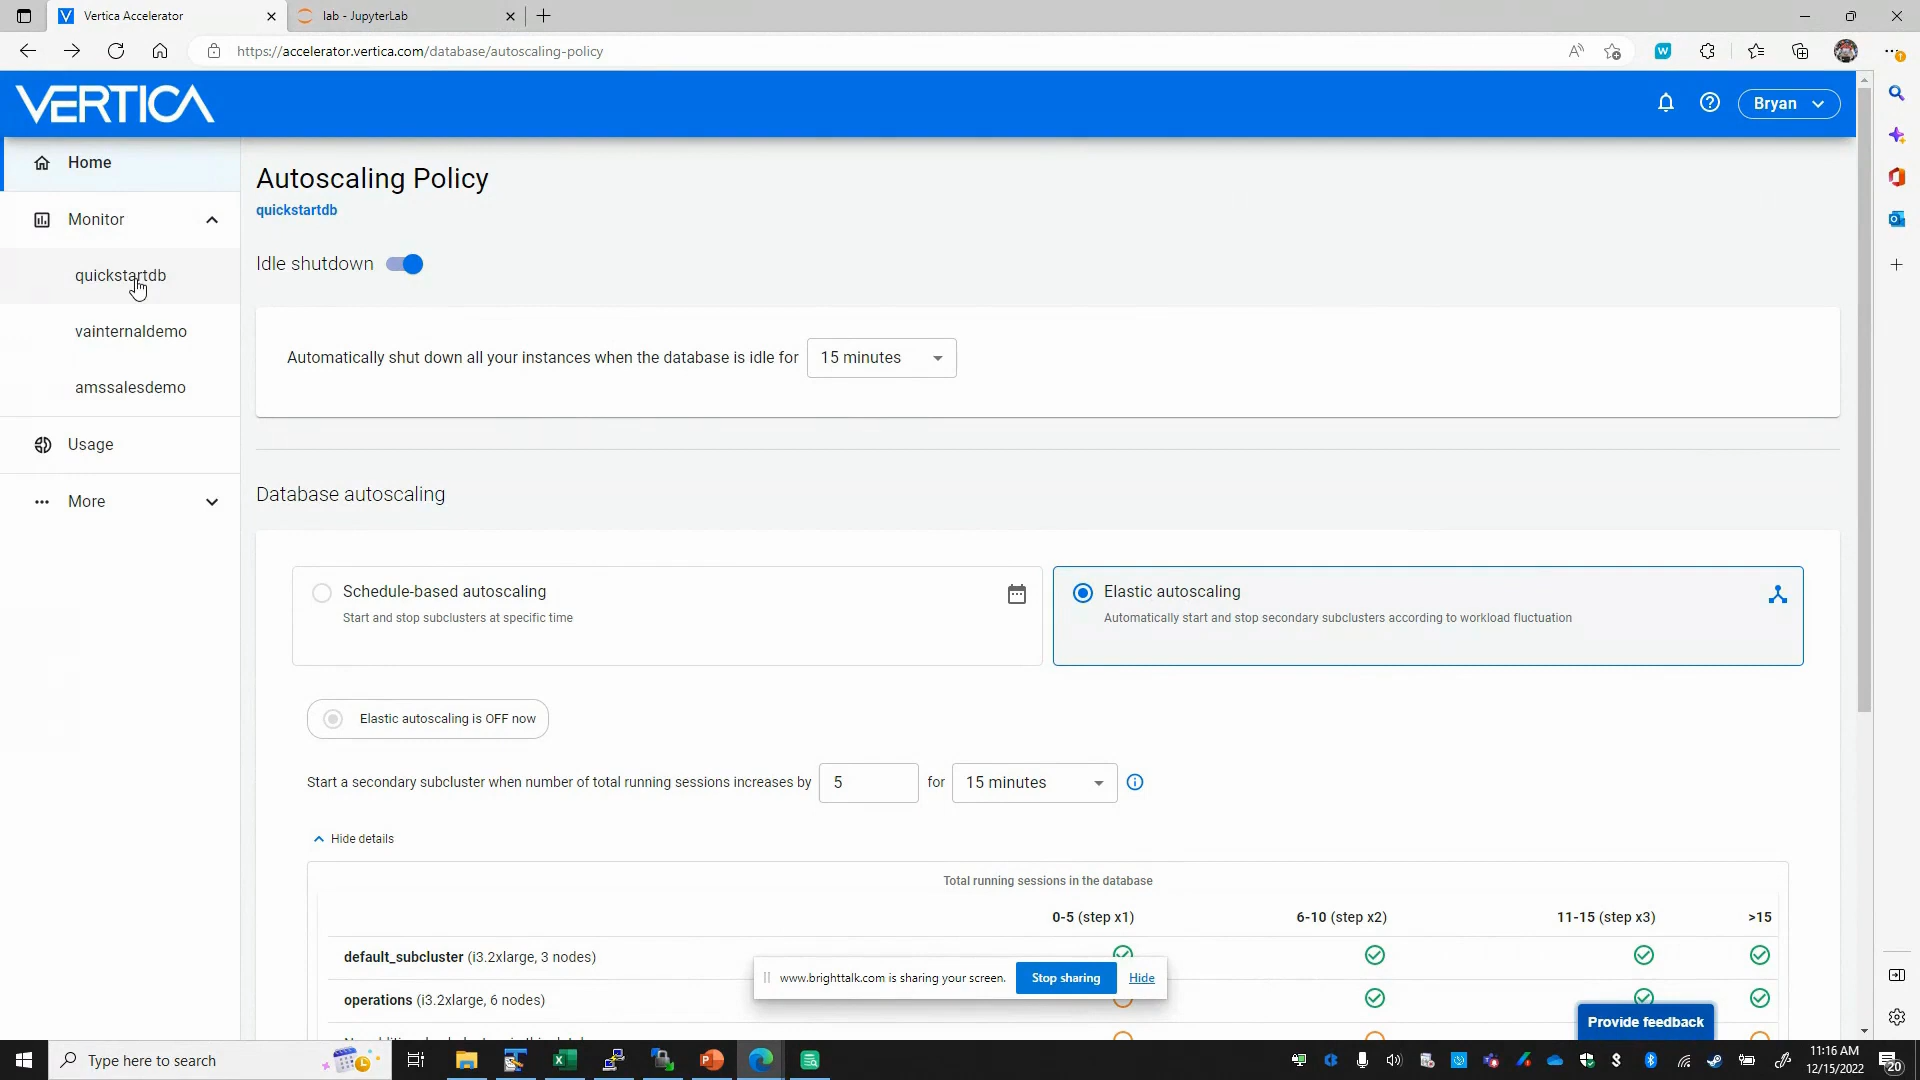 Vertica Accelerator
lab - JupyterLab
https://accelerator.vertica.com/database/autoscaling-policy
VERTICA
Bryan
Home
Monitor
quickstartdb
vainternaldemo
amssalesdemo
Usage
More
Autoscaling Policy
quickstartdb
Idle shutdown
Automatically shut down all your instances when the database is idle for 15 minutes
Database autoscaling
Schedule-based autoscaling
Start and stop subclusters at specific time
Elastic autoscaling
Automatically start and stop secondary subclusters according to workload fluctuation
Elastic autoscaling is OFF now
Start a secondary subcluster when number of total running sessions increases by 5 for 15 minutes
Hide details
Total running sessions in the database
0-5 (step x1) 6-10 (step x2) 11-15 (step x3) >15
default_subcluster (i3.2xlarge, 3 nodes)
operations (i3.2xlarge, 6 nodes)
www.brighttalk.com is sharing your screen. Stop sharing Hide
Provide feedback
Type here to search
11:16 AM
12/15/2022
20